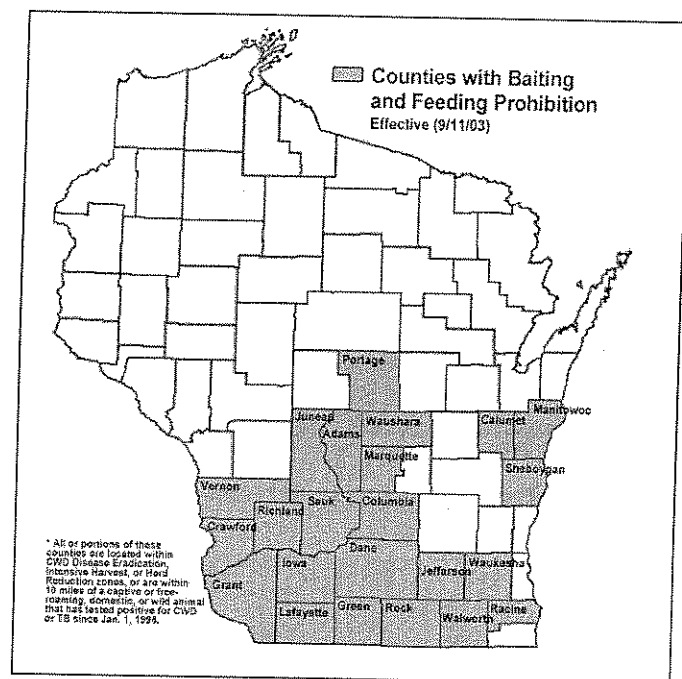 Counties with Baiting
and Feeding Prohibition
Effective (9/11/03)
Portage
Juneau
Adams
Waushara
Calumet
Manitowoc
Marquette
Sheboygan
Vernon
Richland
Sauk
Columbia
Crawford
Dane
Iowa
Jefferson
Waukesha
Grant
Lafayette
Green
Rock
Walworth
Racine
* All or portions of these
counties are located within
CWD Disease Eradication,
Intensive Harvest, or Herd
Reduction zones, or are within
10 miles of a captive or free-
roaming, domestic, or wild animal
that has tested positive for CWD
or TB since Jan. 1, 1998.